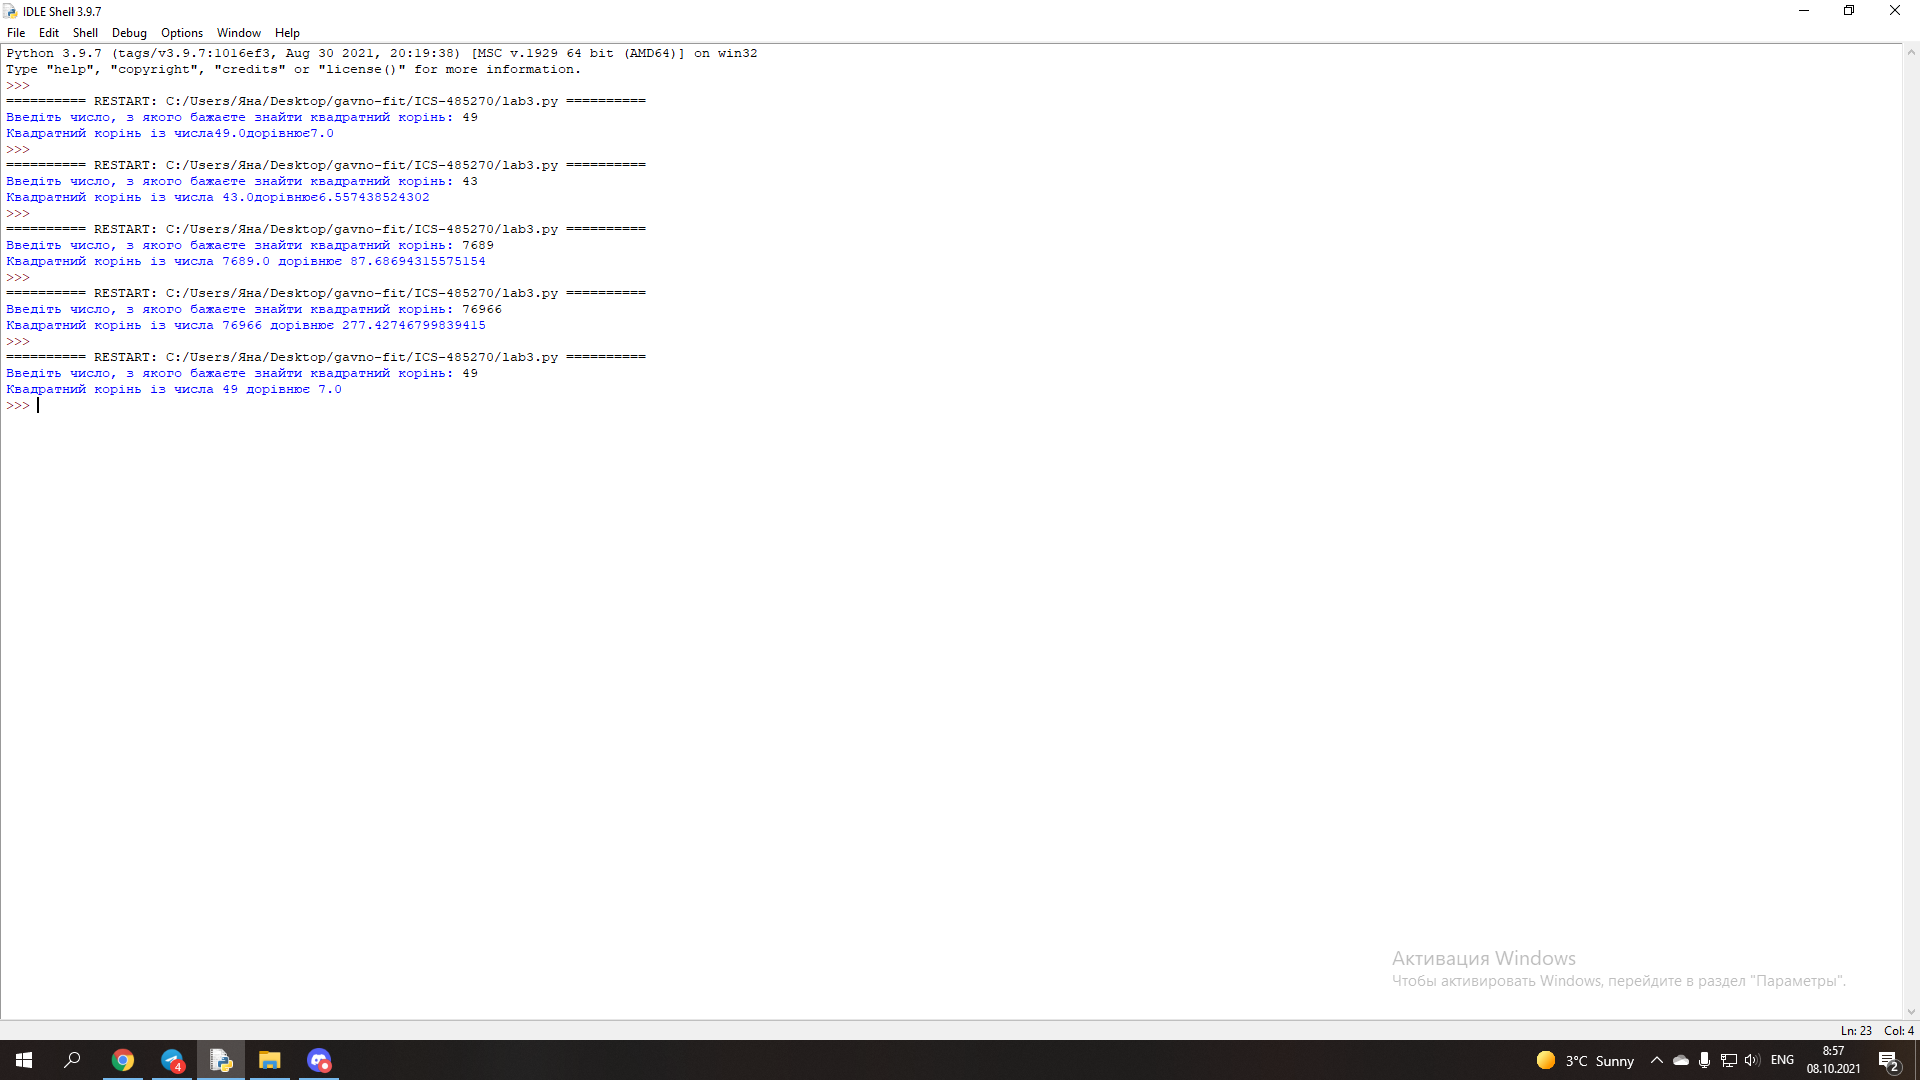 IDLE Shell 3.9.7
File Edit Shell Debug Options Window Help
Python 3.9.7 (tags/v3.9.7:1016ef3, Aug 30 2021, 20:19:38) [MSC v.1929 64 bit (AMD64)] on win32
Type "help", "copyright", "credits" or "license()" for more information.
>>>
========== RESTART: C:/Users/Яна/Desktop/gavno-fit/ICS-485270/lab3.py ==========
Введіть число, з якого бажаєте знайти квадратний корінь: 49
Квадратний корінь із числа49.0дорівнює7.0
>>>
========== RESTART: C:/Users/Яна/Desktop/gavno-fit/ICS-485270/lab3.py ==========
Введіть число, з якого бажаєте знайти квадратний корінь: 43
Квадратний корінь із числа 43.0дорівнює6.557438524302
>>>
========== RESTART: C:/Users/Яна/Desktop/gavno-fit/ICS-485270/lab3.py ==========
Введіть число, з якого бажаєте знайти квадратний корінь: 7689
Квадратний корінь із числа 7689.0 дорівнює 87.68694315575154
>>>
========== RESTART: C:/Users/Яна/Desktop/gavno-fit/ICS-485270/lab3.py ==========
Введіть число, з якого бажаєте знайти квадратний корінь: 76966
Квадратний корінь із числа 76966 дорівнює 277.42746799839415
>>>
========== RESTART: C:/Users/Яна/Desktop/gavno-fit/ICS-485270/lab3.py ==========
Введіть число, з якого бажаєте знайти квадратний корінь: 49
Квадратний корінь із числа 49 дорівнює 7.0
>>>
Активация Windows
Чтобы активировать Windows, перейдите в раздел "Параметры".
Ln: 23 Col: 4
4
3°C Sunny
ENG
8:57
08.10.2021
2